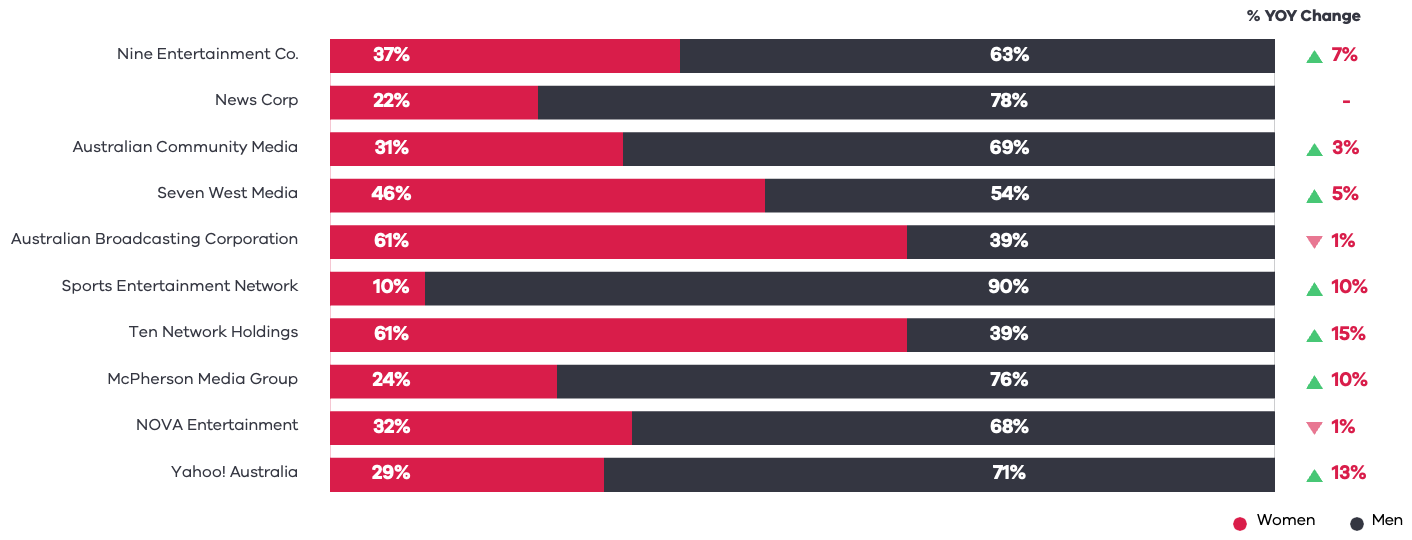 % YOY Change
Nine Entertainment Co. 37% 63% 7%
News Corp 22% 78% -
Australian Community Media 31% 69% 3%
Seven West Media 46% 54% 5%
Australian Broadcasting Corporation 61% 39% 1%
Sports Entertainment Network 10% 90% 10%
Ten Network Holdings 61% 39% 15%
McPherson Media Group 24% 76% 10%
NOVA Entertainment 32% 68% 1%
Yahoo! Australia 29% 71% 13%
Women Men